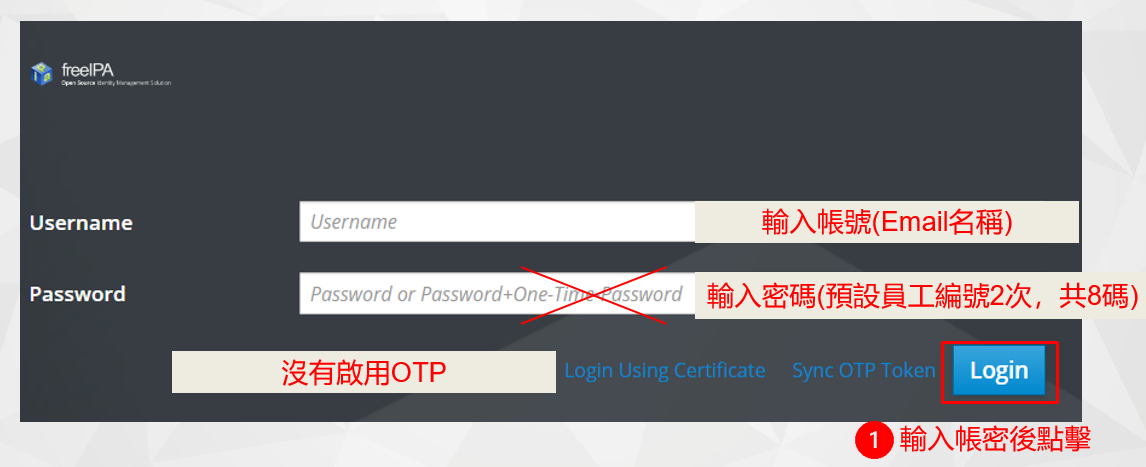 freeIPA
Open Source Identity Management Solution
Username
Username
輸入帳號(Email名稱)
Password
Password or Password+One-Time Password
輸入密碼(預設員工編號2次，共8碼)
沒有啟用OTP
Login Using Certificate
Sync OTP Token
Login
1 輸入帳密後點擊